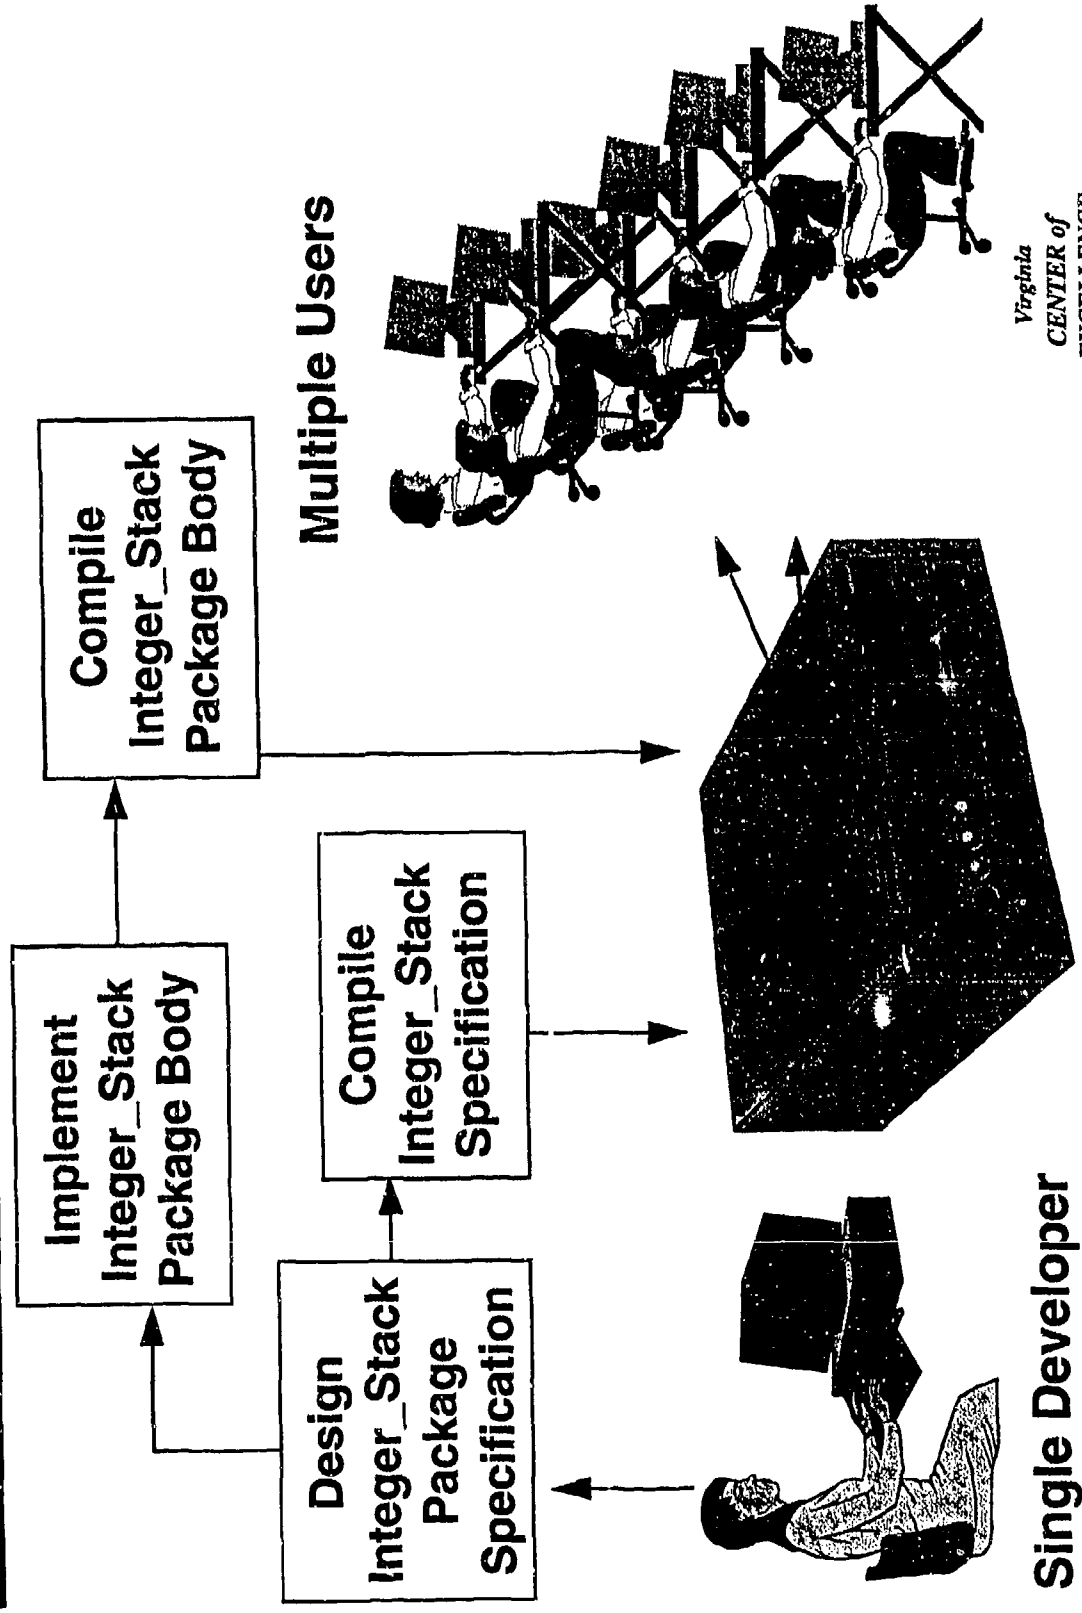 Implement
Integer_Stack
Package Body
Compile
Integer_Stack
Package Body
Design
Integer_Stack
Package
Specification
Compile
Integer_Stack
Specification
Multiple Users
Single Developer
Virginia
CENTER of